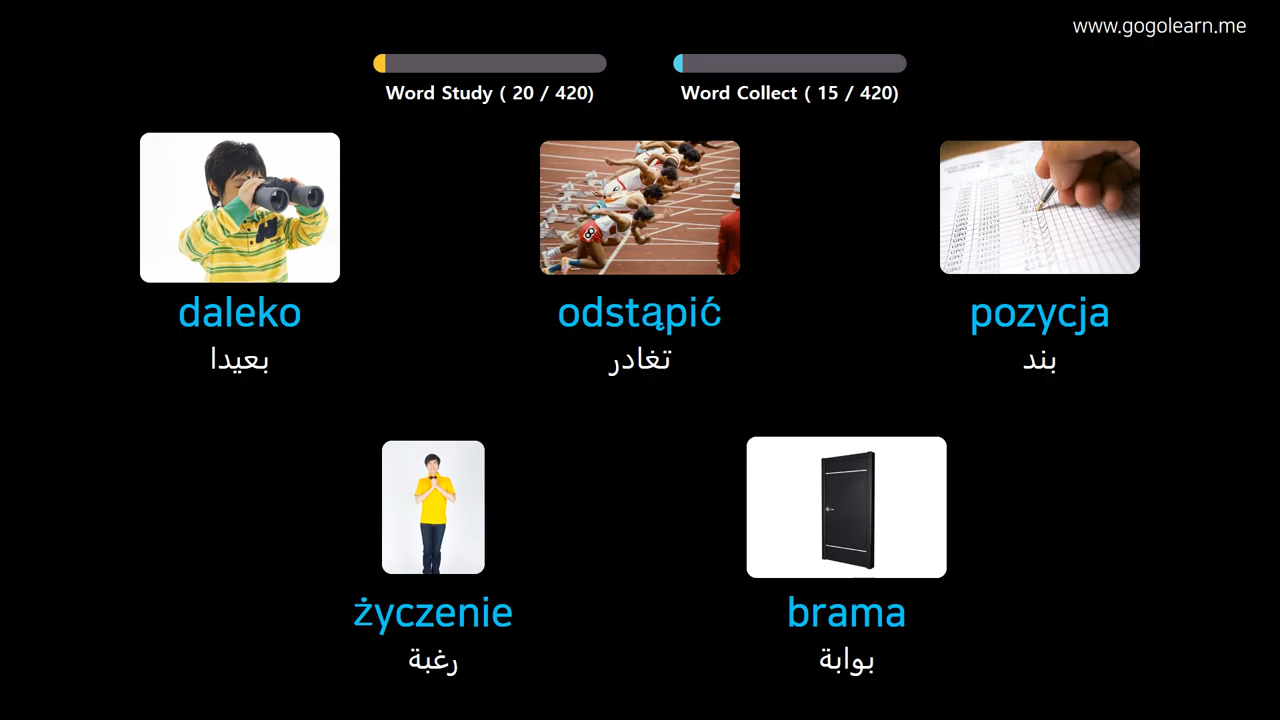 www.gogolearn.me
Word Study ( 20 / 420)
Word Collect ( 15 / 420)
daleko
odstąpić
pozycja
بعيدا
تغادر
بند
życzenie
brama
رغبة
بوابة